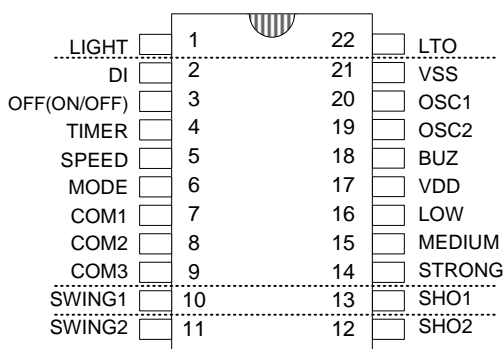 LIGHT 1 22 LTO
DI 2 21 VSS
OFF(ON/OFF) 3 20 OSC1
TIMER 4 19 OSC2
SPEED 5 18 BUZ
MODE 6 17 VDD
COM1 7 16 LOW
COM2 8 15 MEDIUM
COM3 9 14 STRONG
SWING1 10 13 SHO1
SWING2 11 12 SHO2